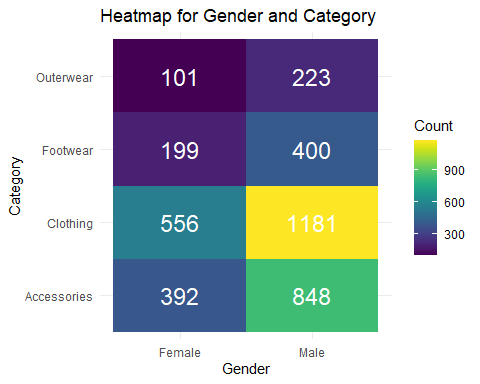 Heatmap for Gender and Category
Outerwear 101 223
Footwear 199 400
Clothing 556 1181
Accessories 392 848
Female Male
Gender
Category
Count
900
600
300